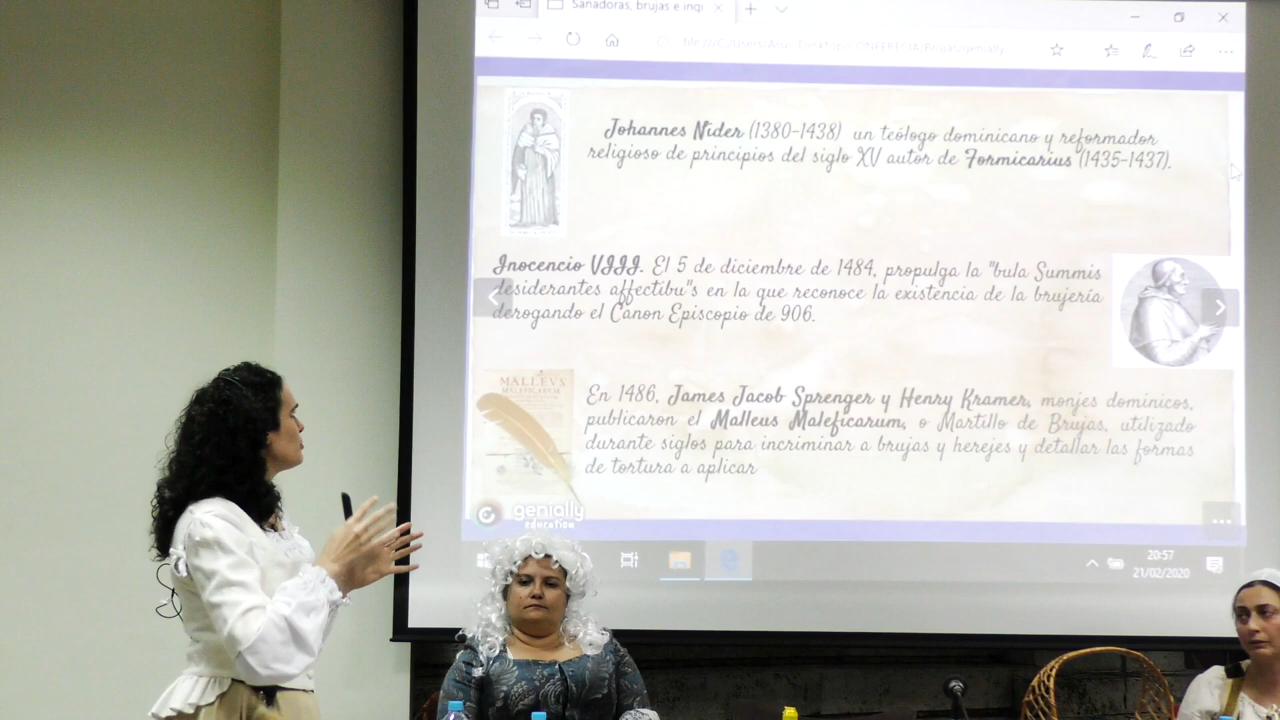 Sanadoras, brujas e inqi
Johannes Nider (1380-1438) un teólogo dominicano y reformador
religioso de principios del siglo XV autor de Formicarius (1435-1437).
Inocencio VIII. El 5 de diciembre de 1484, propulga la "bula Summis
desiderantes affectibu"s en la que reconoce la existencia de la brujería
derogando el Canon Episcopio de 906.
MALLEVS
MALEFICARVM
En 1486, James Jacob Sprenger y Henry Kramer, monjes domínicos,
publicaron el Malleus Maleficarum, o Martillo de Brujas, utilizado
durante siglos para incriminar a brujas y herejes y detallar las formas
de tortura a aplicar
genially
education
20:57
21/02/2020